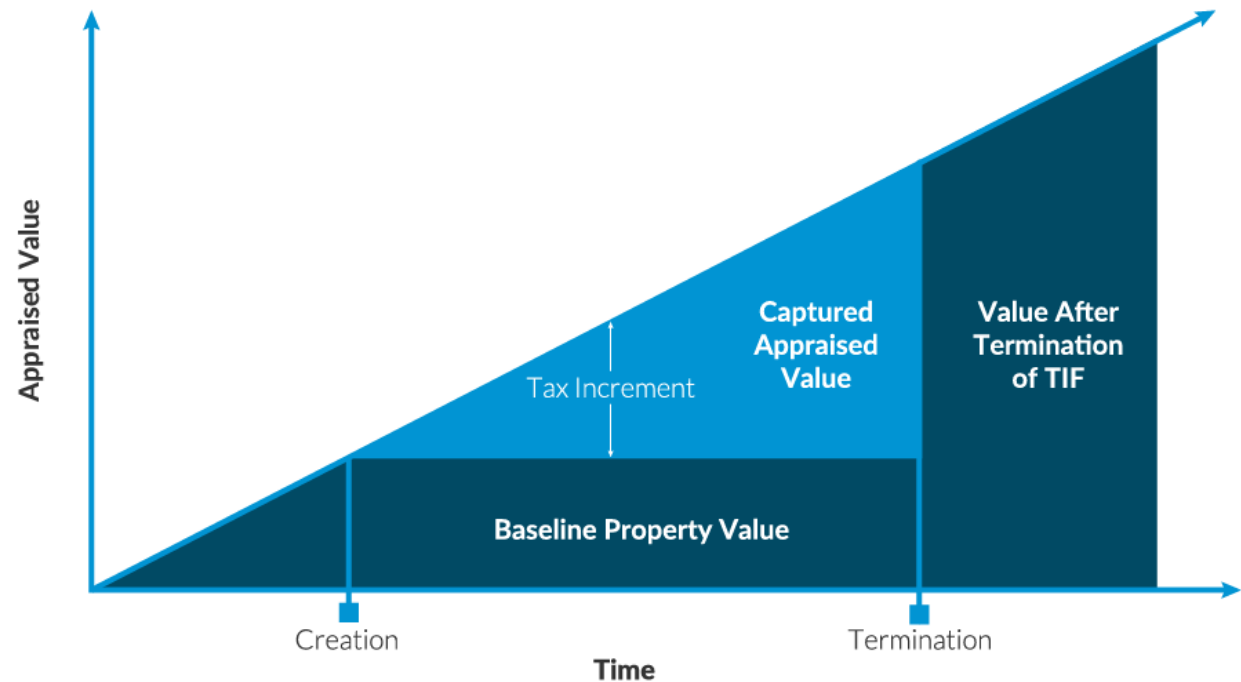 Appraised Value
Captured
Appraised
Value
Value After
Termination
of TIF
Tax Increment
Baseline Property Value
Creation
Termination
Time